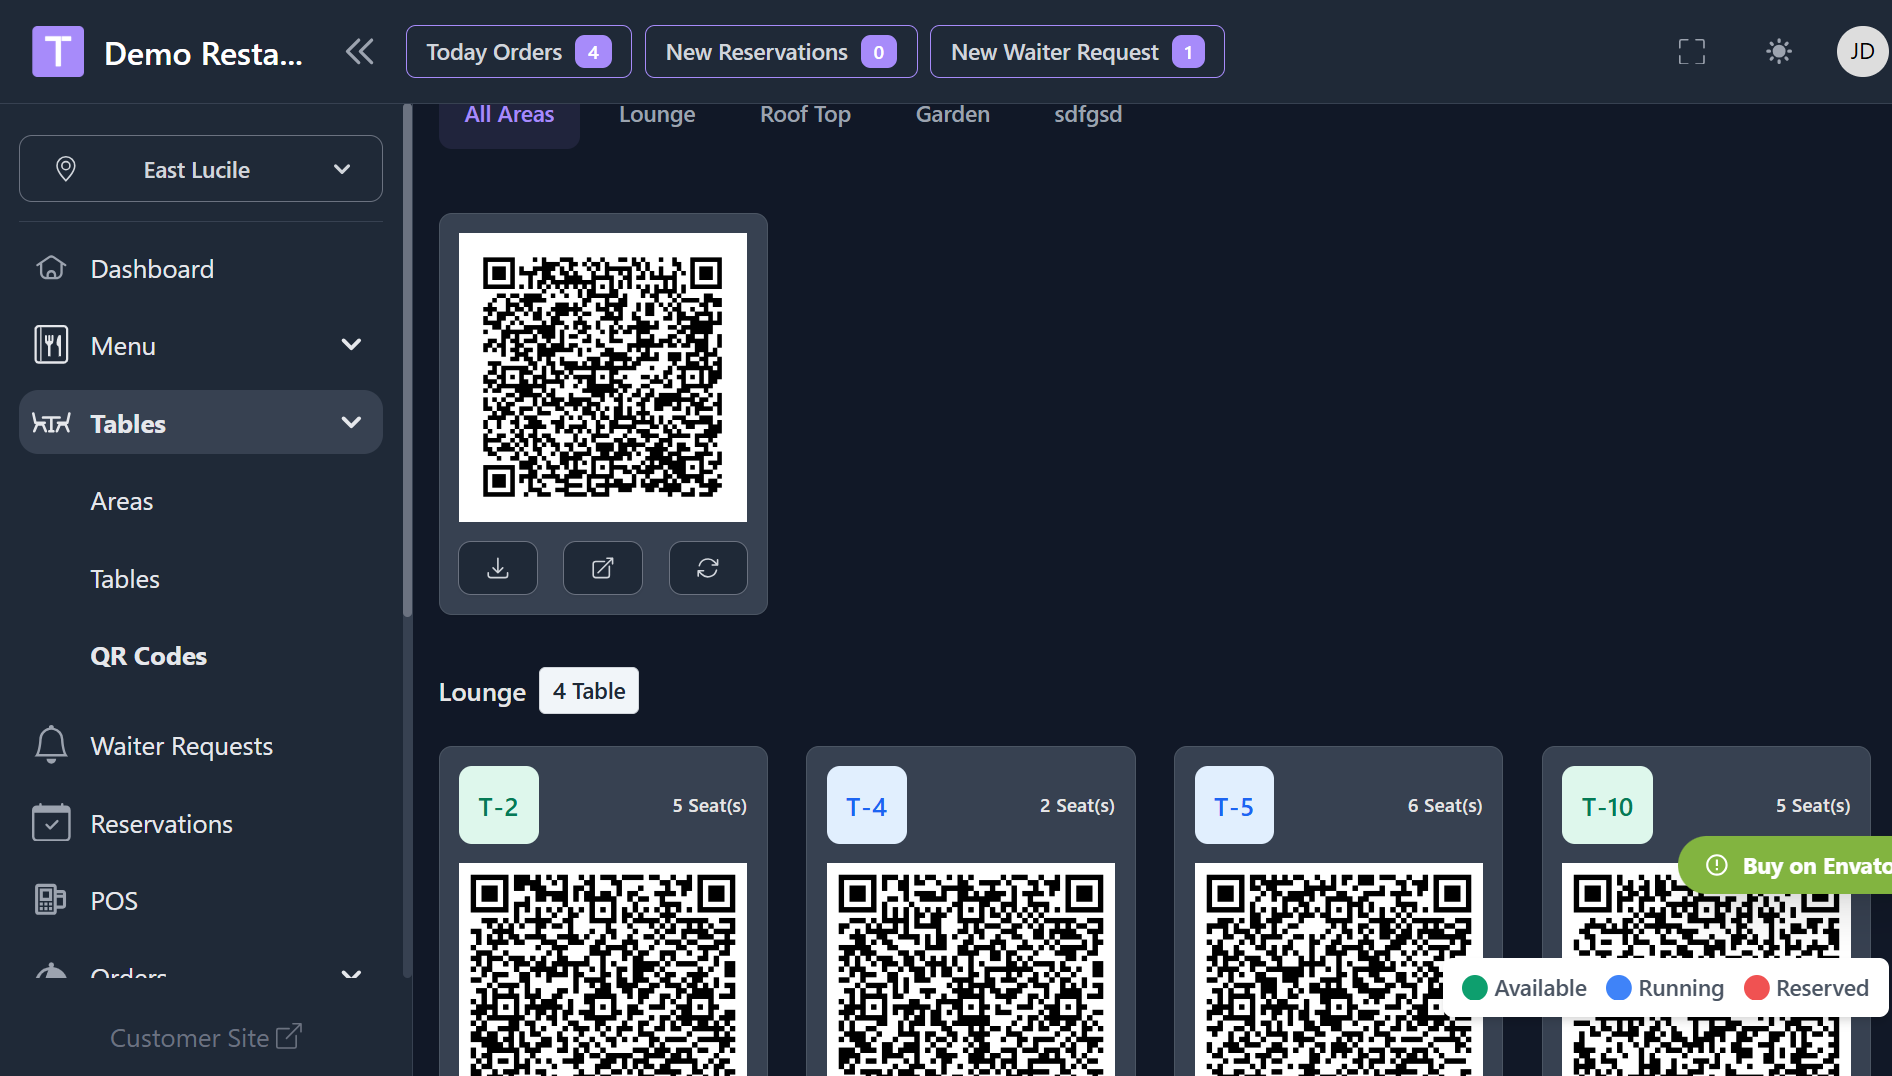 T Demo Resta...
Today Orders 4
New Reservations 0
New Waiter Request 1
JD
East Lucile
Dashboard
Menu
Tables
Areas
Tables
QR Codes
Waiter Requests
Reservations
POS
Orders
Customer Site
All Areas
Lounge
Roof Top
Garden
sdfgsd
Lounge 4 Table
T-2 5 Seat(s)
T-4 2 Seat(s)
T-5 6 Seat(s)
T-10 5 Seat(s)
Buy on Envato
Available Running Reserved